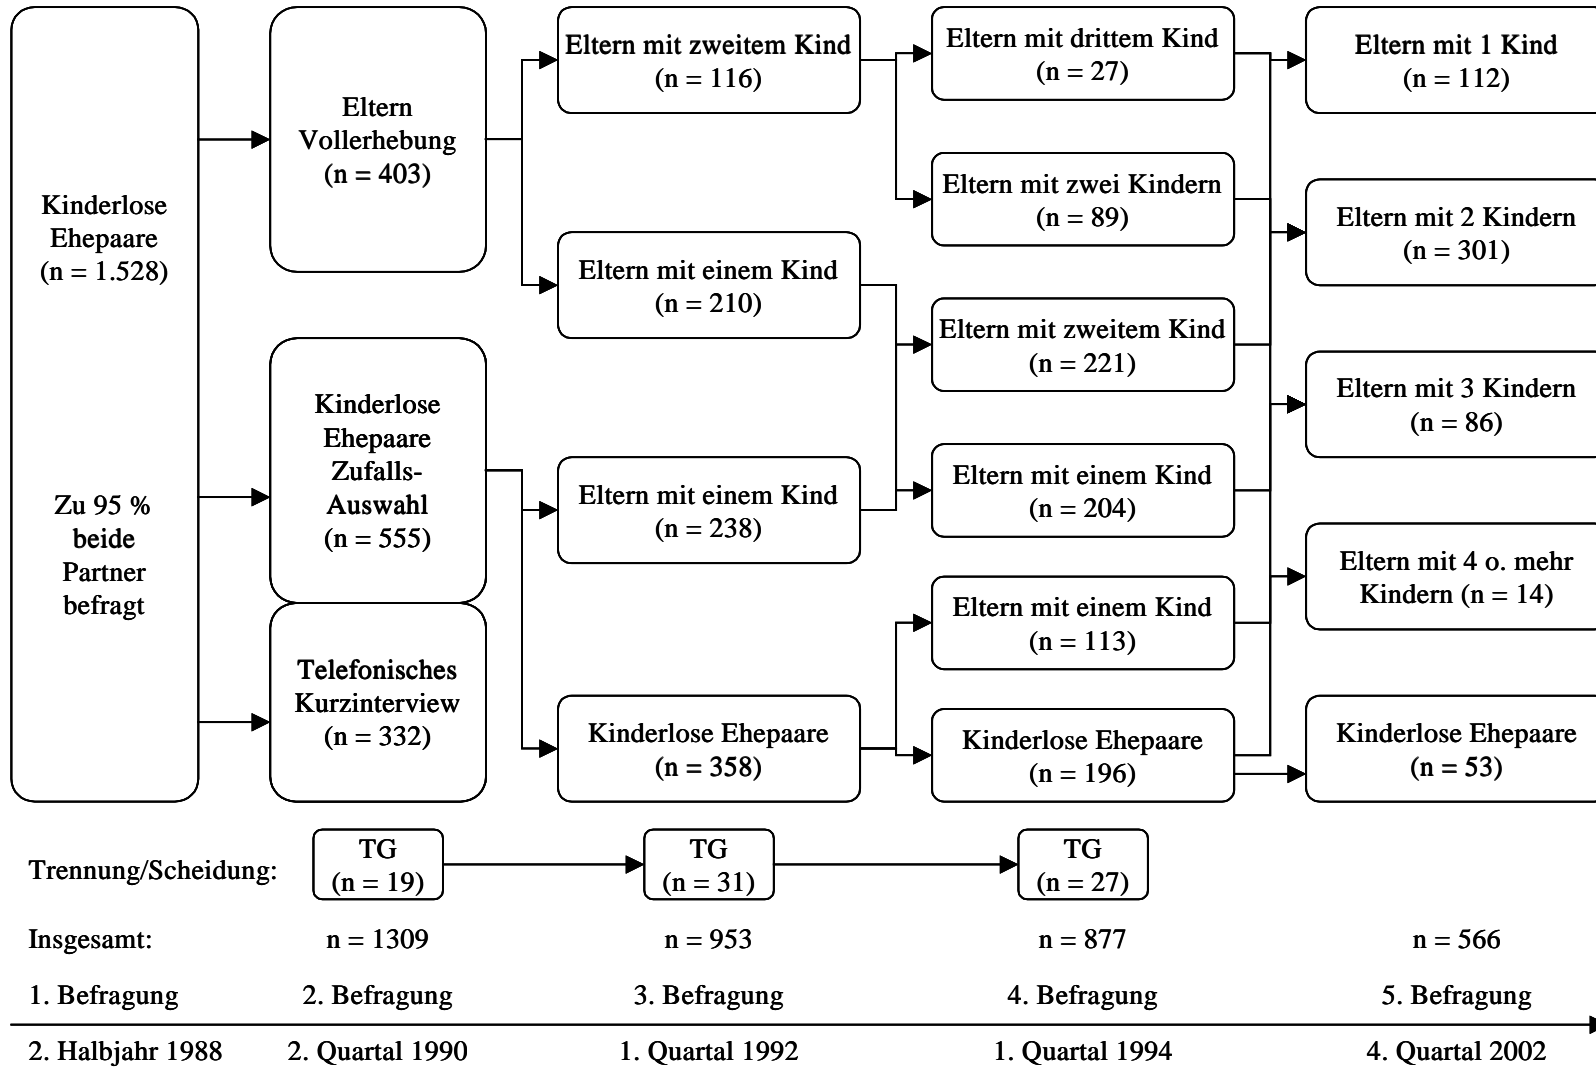 Kinderlose
Ehepaare
(n = 1.528)
Zu 95 %
beide
Partner
befragt
Eltern
Vollerhebung
(n = 403)
Kinderlose
Ehepaare
Zufalls-
Auswahl
(n = 555)
Telefonisches
Kurzinterview
(n = 332)
Eltern mit zweitem Kind
(n = 116)
Eltern mit einem Kind
(n = 210)
Eltern mit einem Kind
(n = 238)
Kinderlose Ehepaare
(n = 358)
Eltern mit drittem Kind
(n = 27)
Eltern mit zwei Kindern
(n = 89)
Eltern mit zweitem Kind
(n = 221)
Eltern mit einem Kind
(n = 204)
Eltern mit einem Kind
(n = 113)
Kinderlose Ehepaare
(n = 196)
Eltern mit 1 Kind
(n = 112)
Eltern mit 2 Kindern
(n = 301)
Eltern mit 3 Kindern
(n = 86)
Eltern mit 4 o. mehr
Kindern (n = 14)
Kinderlose Ehepaare
(n = 53)
Trennung/Scheidung:
TG
(n = 19)
TG
(n = 31)
TG
(n = 27)
Insgesamt:
n = 1309
n = 953
n = 877
n = 566
1. Befragung
2. Befragung
3. Befragung
4. Befragung
5. Befragung
2. Halbjahr 1988
2. Quartal 1990
1. Quartal 1992
1. Quartal 1994
4. Quartal 2002